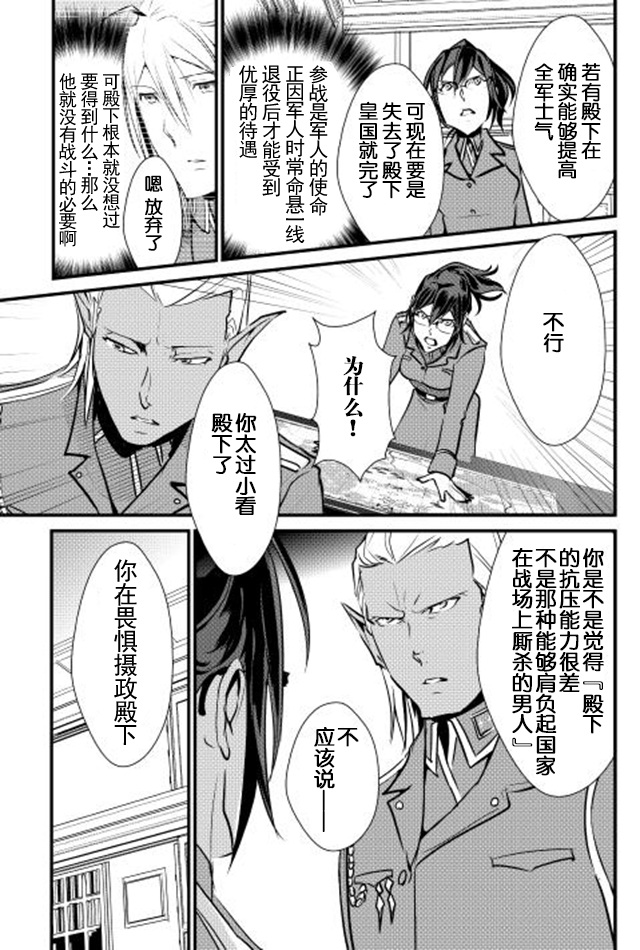 若有殿下在
确实能够提高
全军士气
可现在要是
失去了殿下
皇国就完了
参战是军人的使命
正因军人时常命悬一线
退役后才能受到
优厚的待遇
可殿下根本就没想过
要得到什么…那么
他就没有战斗的必要啊
嗯 放弃了
不行
为什么！
你太过小看
殿下了
你是不是觉得『殿下
的抗压能力很差
不是那种能够肩负起国家
在战场上厮杀的男人』
不
应该说——
你在畏惧摄政殿下